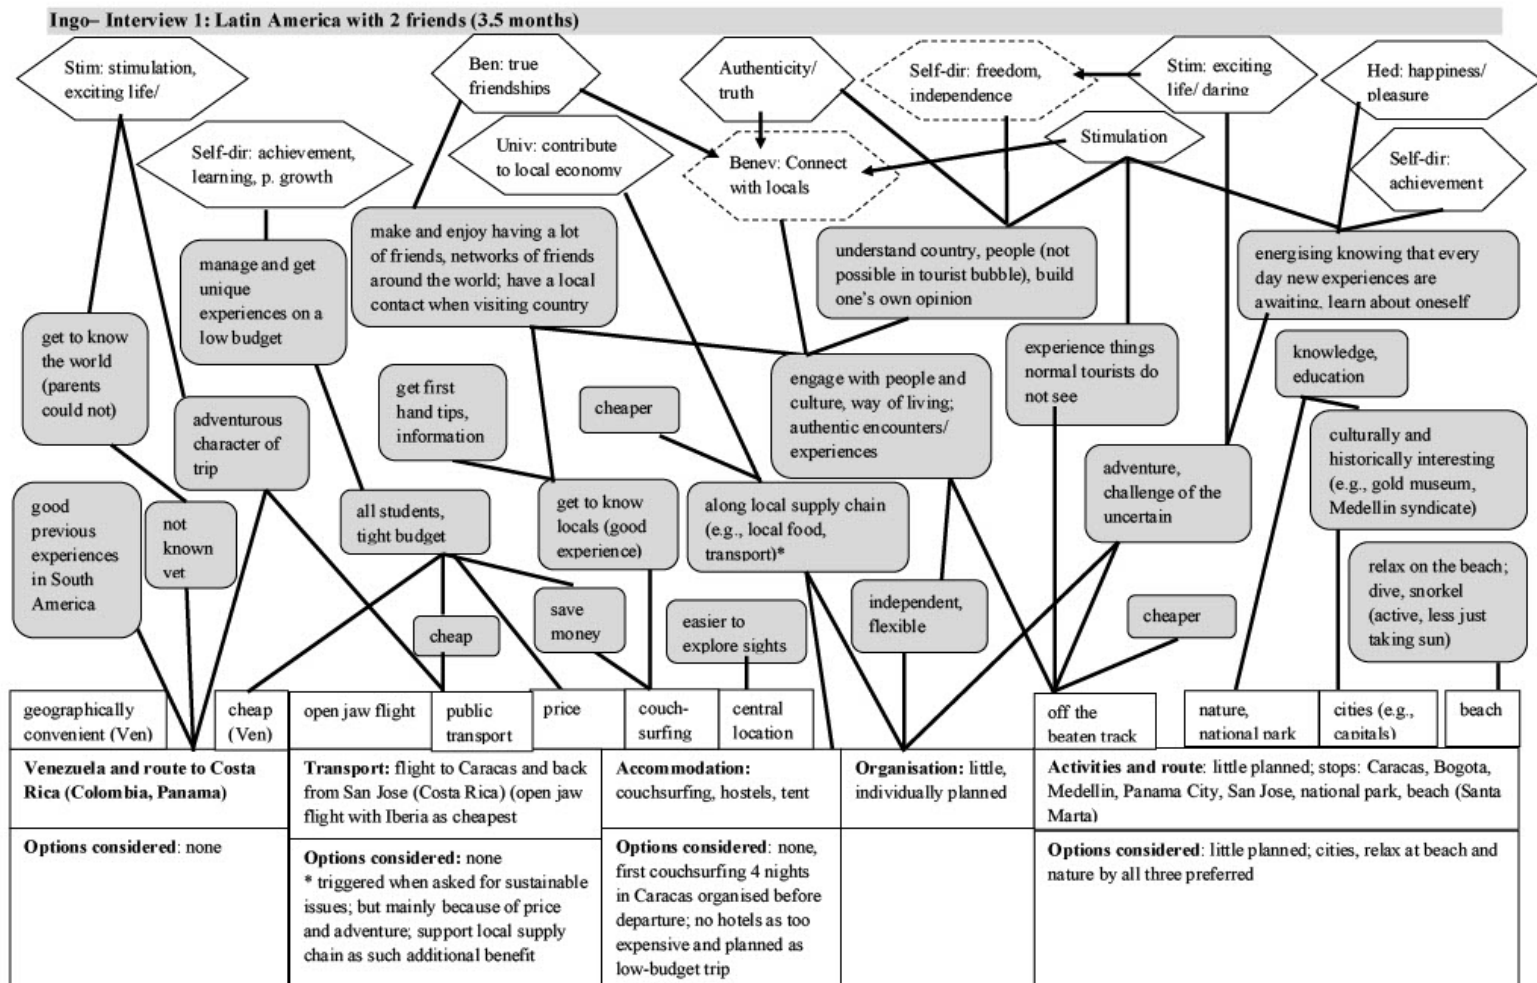 Ingo– Interview 1: Latin America with 2 friends (3.5 months)
Stim: stimulation,
exciting life/
Ben: true
friendships
Authenticity/
truth
Self-dir: freedom,
independence
Stim: exciting
life/ daring
Hed: happiness/
pleasure
Self-dir: achievement,
learning, p. growth
Univ: contribute
to local economy
Benev: Connect
with locals
Stimulation
Self-dir:
achievement
manage and get
unique
experiences on a
low budget
make and enjoy having a lot
of friends, networks of friends
around the world; have a local
contact when visiting country
understand country, people (not
possible in tourist bubble), build
one's own opinion
energising knowing that every
day new experiences are
awaiting, learn about oneself
get to know
the world
(parents
could not)
adventurous
character of
trip
get first
hand tips,
information
cheaper
engage with people and
culture, way of living;
authentic encounters/
experiences
experience things
normal tourists do
not see
knowledge,
education
culturally and
historically interesting
(e.g., gold museum,
Medellin syndicate)
good
previous
experiences
in South
America
not
known
yet
all students,
tight budget
get to know
locals (good
experience)
along local supply chain
(e.g., local food,
transport)*
adventure,
challenge of the
uncertain
relax on the beach;
dive, snorkel
(active, less just
taking sun)
cheap
save
money
easier to
explore sights
independent,
flexible
cheaper
geographically
convenient (Ven)
cheap
(Ven)
open jaw flight
public
transport
price
couch-
surfing
central
location
off the
beaten track
nature,
national park
cities (e.g.,
capitals)
beach
Venezuela and route to Costa
Rica (Colombia, Panama)
Transport: flight to Caracas and back
from San Jose (Costa Rica) (open jaw
flight with Iberia as cheapest
Accommodation:
couchsurfing, hostels, tent
Organisation: little,
individually planned
Activities and route: little planned; stops: Caracas, Bogota,
Medellin, Panama City, San Jose, national park, beach (Santa
Marta)
Options considered: none
Options considered: none
* triggered when asked for sustainable
issues; but mainly because of price
and adventure; support local supply
chain as such additional benefit
Options considered: none,
first couchsurfing 4 nights
in Caracas organised before
departure; no hotels as too
expensive and planned as
low-budget trip
Options considered: little planned; cities, relax at beach and
nature by all three preferred